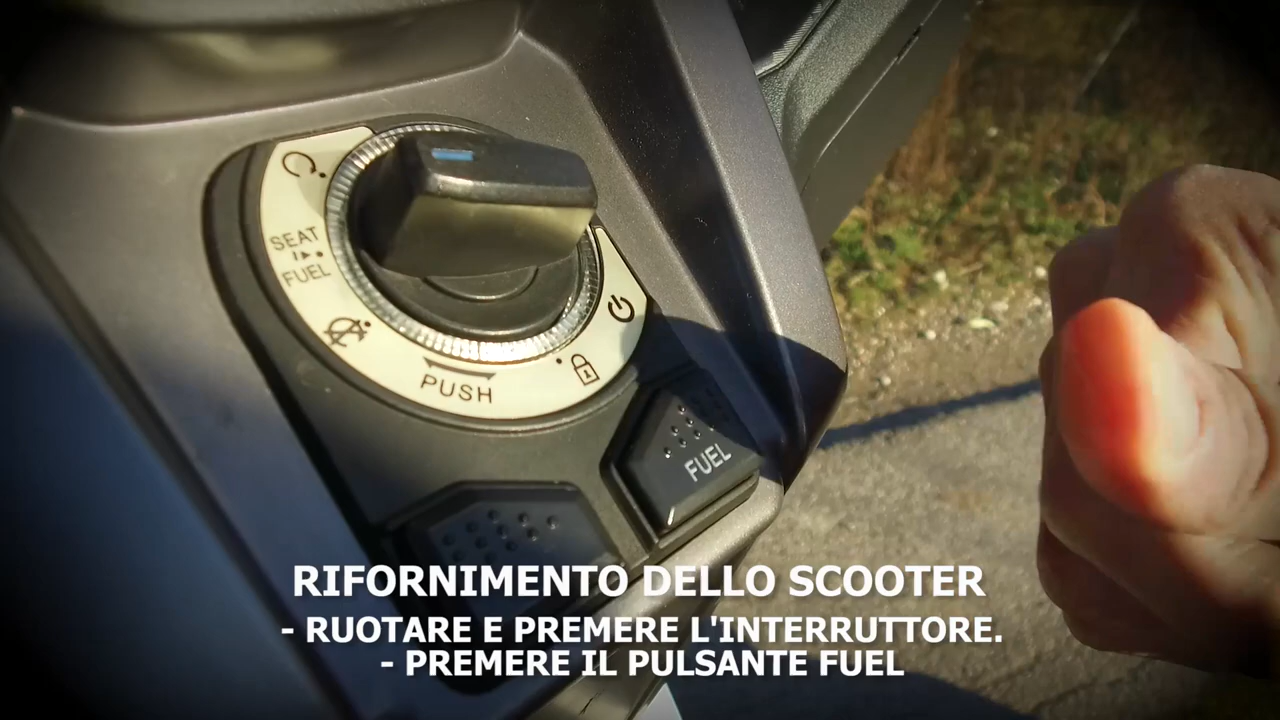 SEAT
FUEL
PUSH
FUEL
RIFORNIMENTO DELLO SCOOTER
- RUOTARE E PREMERE L'INTERRUTTORE.
- PREMERE IL PULSANTE FUEL